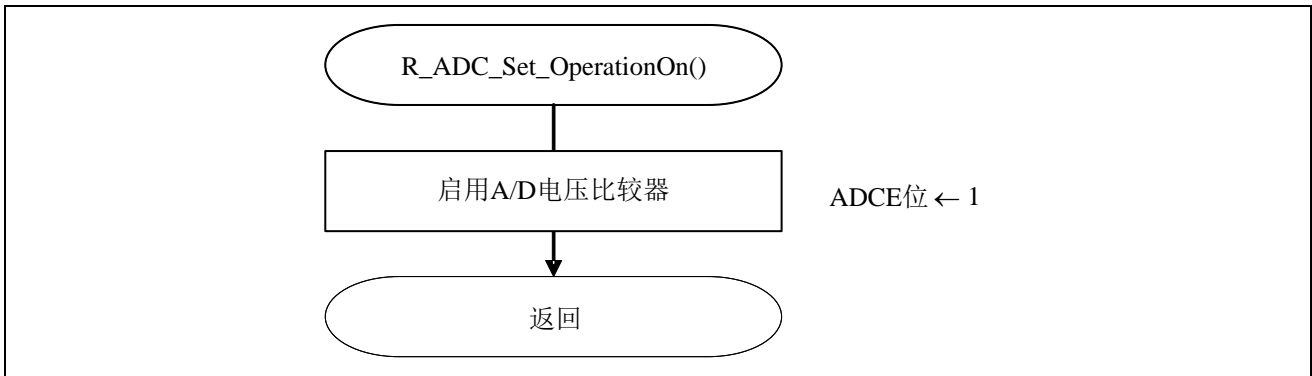 R_ADC_Set_OperationOn()
启用A/D电压比较器
ADCE位 ← 1
返回